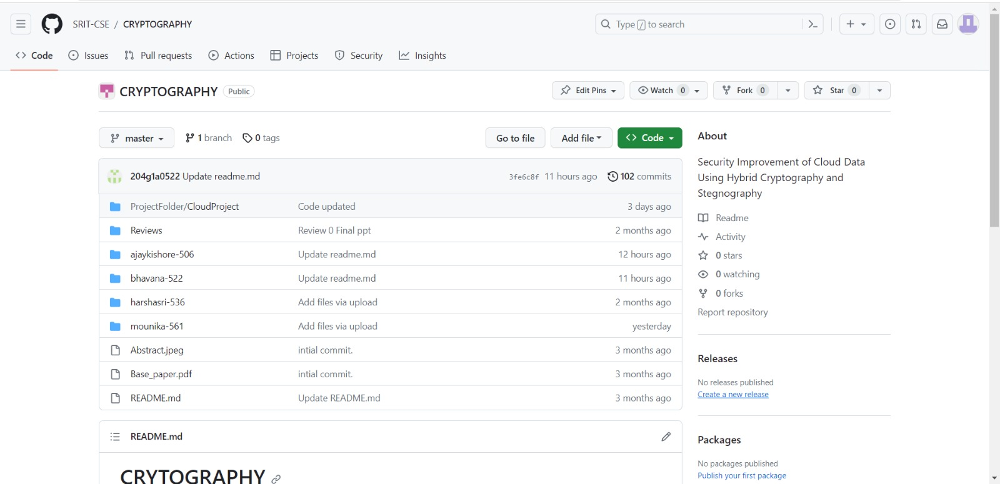 SRIT-CSE / CRYPTOGRAPHY
Type / to search
Code Issues Pull requests Actions Projects Security Insights
CRYPTOGRAPHY Public
Edit Pins Watch 0 Fork 0 Star 0
master 1 branch 0 tags
Go to file Add file Code
204g1a0522 Update readme.md 3fe6c8f 11 hours ago 102 commits
ProjectFolder/CloudProject Code updated 3 days ago
Reviews Review 0 Final ppt 2 months ago
ajaykishore-506 Update readme.md 12 hours ago
bhavana-522 Update readme.md 11 hours ago
harshasri-536 Add files via upload 2 months ago
mounika-561 Add files via upload yesterday
Abstract.jpeg intial commit. 3 months ago
Base_paper.pdf intial commit. 3 months ago
README.md Update README.md 3 months ago
README.md
CRYTOGRAPHY
About
Security Improvement of Cloud Data
Using Hybrid Cryptography and
Stegnography
Readme
Activity
0 stars
0 watching
0 forks
Report repository
Releases
No releases published
Create a new release
Packages
No packages published
Publish your first package